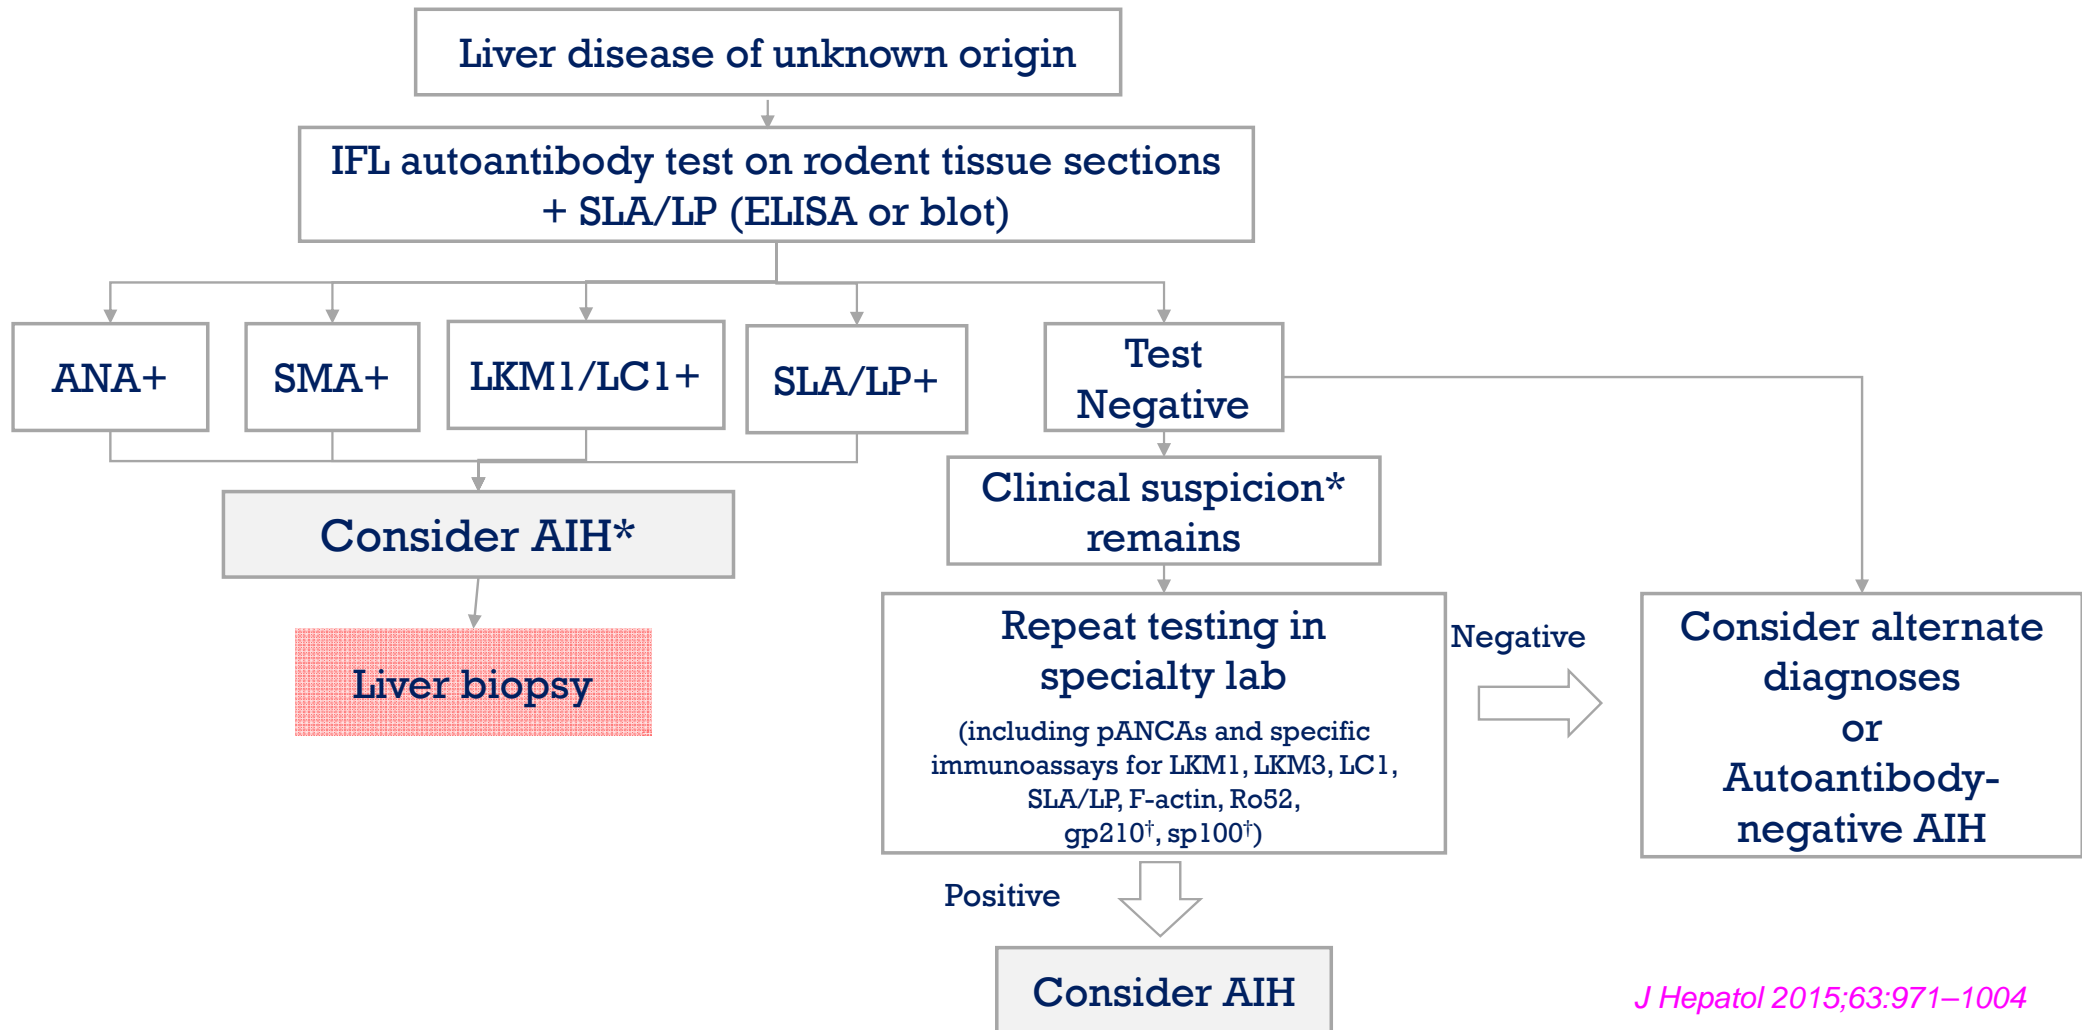 Liver disease of unknown origin
IFL autoantibody test on rodent tissue sections
+ SLA/LP (ELISA or blot)
ANA+
SMA+
LKM1/LC1+
SLA/LP+
Test
Negative
Consider AIH*
Clinical suspicion*
remains
Liver biopsy
Repeat testing in
specialty lab
(including pANCAs and specific
immunoassays for LKM1, LKM3, LC1,
SLA/LP, F-actin, Ro52,
gp210†, sp100†)
Negative
Consider alternate
diagnoses
or
Autoantibody-
negative AIH
Positive
Consider AIH
J Hepatol 2015;63:971–1004